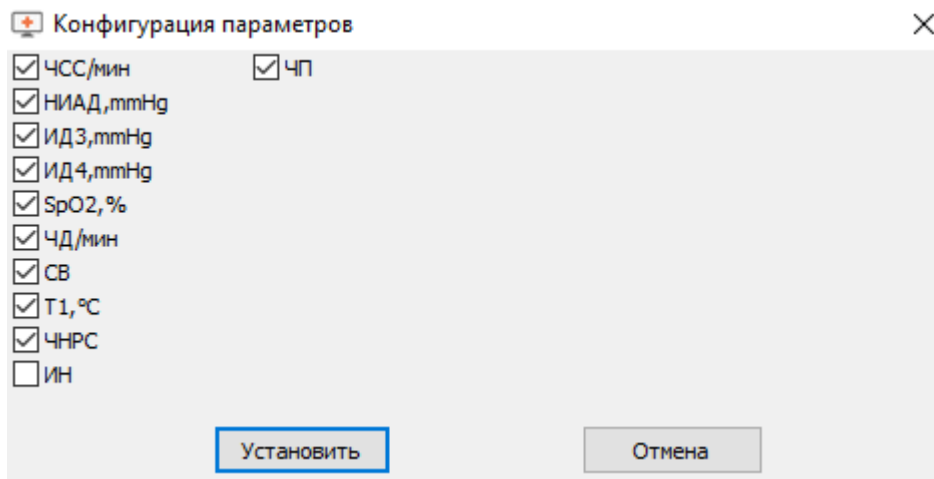 Конфигурация параметров
ЧСС/мин
ЧП
НИАД,mmHg
ИД3,mmHg
ИД4,mmHg
SpO2,%
ЧД/мин
СВ
Т1,°С
ЧНРС
ИН
Установить
Отмена